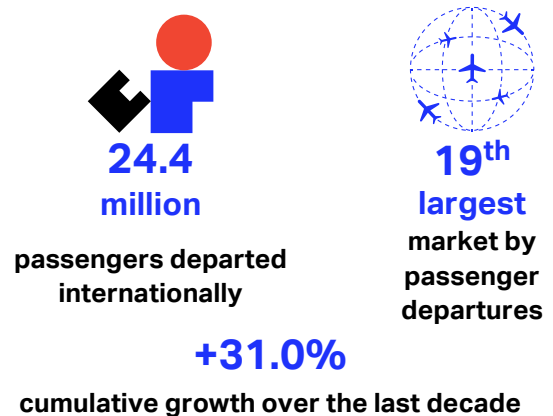 24.4
million
passengers departed
internationally
19th
largest
market by
passenger
departures
+31.0%
cumulative growth over the last decade